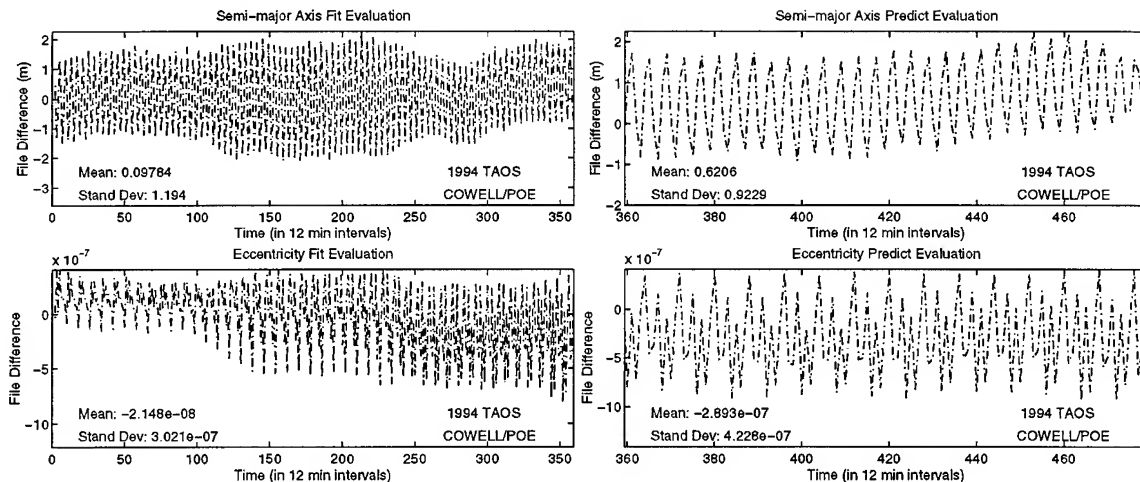 Semi-major Axis Fit Evaluation
File Difference (m)
2
1
0
-1
-2
-3
Mean: 0.09784
1994 TAOS
Stand Dev: 1.194
COWELL/POE
0 50 100 150 200 250 300 350
Time (in 12 min intervals)
Semi-major Axis Predict Evaluation
File Difference (m)
2
1
0
-1
-2
Mean: 0.6206
1994 TAOS
Stand Dev: 0.9229
COWELL/POE
360 380 400 420 440 460
Time (in 12 min intervals)
Eccentricity Fit Evaluation
x 10^-7
File Difference
0
-5
-10
Mean: -2.148e-08
1994 TAOS
Stand Dev: 3.021e-07
COWELL/POE
0 50 100 150 200 250 300 350
Time (in 12 min intervals)
Eccentricity Predict Evaluation
x 10^-7
File Difference
0
-5
-10
Mean: -2.893e-07
1994 TAOS
Stand Dev: 4.228e-07
COWELL/POE
360 380 400 420 440 460
Time (in 12 min intervals)